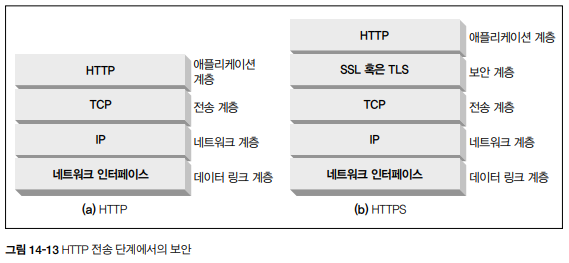 HTTP
애플리케이션
계층
TCP
전송 계층
IP
네트워크 계층
네트워크 인터페이스
데이터 링크 계층
(a) HTTP
HTTP
애플리케이션 계층
SSL 혹은 TLS
보안 계층
TCP
전송 계층
IP
네트워크 계층
네트워크 인터페이스
데이터 링크 계층
(b) HTTPS
그림 14-13 HTTP 전송 단계에서의 보안